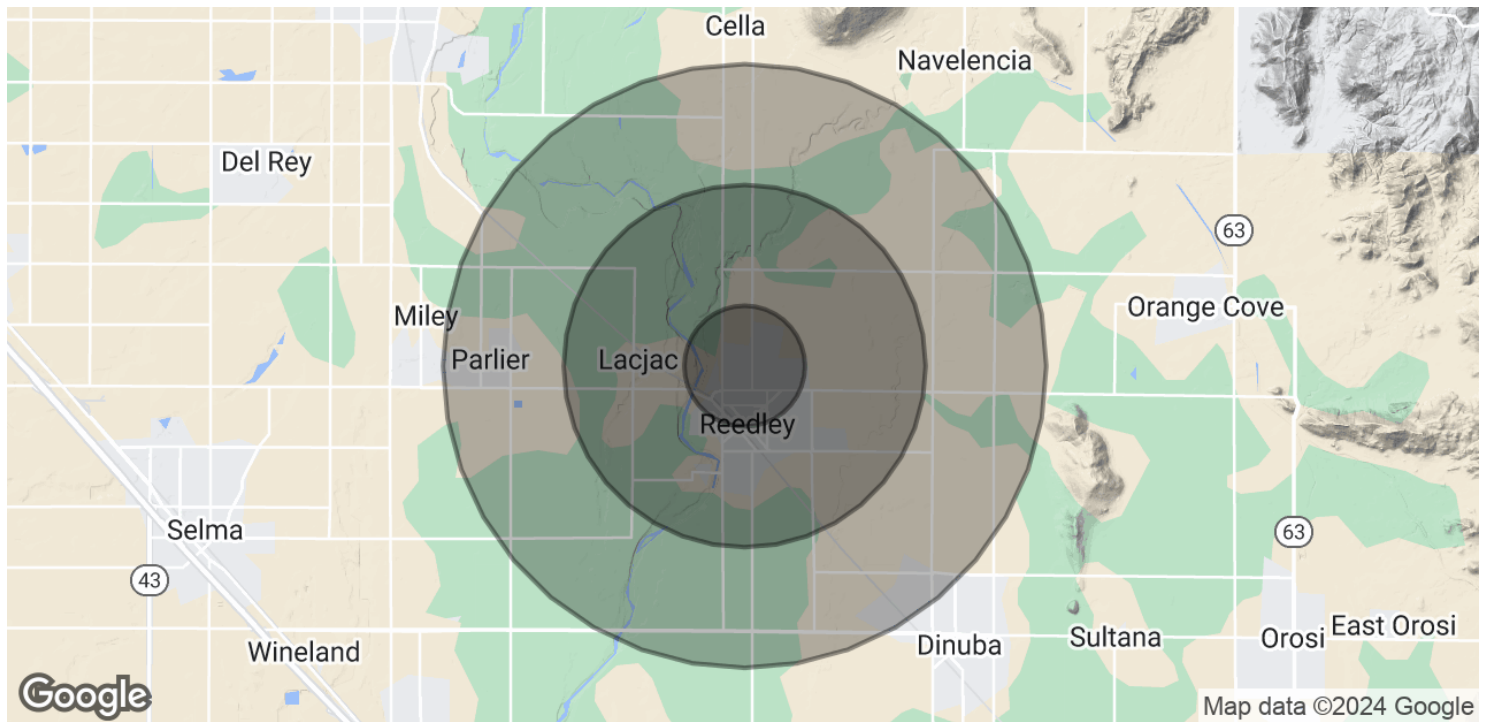 Cella
Navelencia
Del Rey
63
Orange Cove
Miley
Parlier
Lacjac
Reedley
Selma
63
43
East Orosi
Wineland
Dinuba
Sultana
Orosi
Google
Map data ©2024 Google